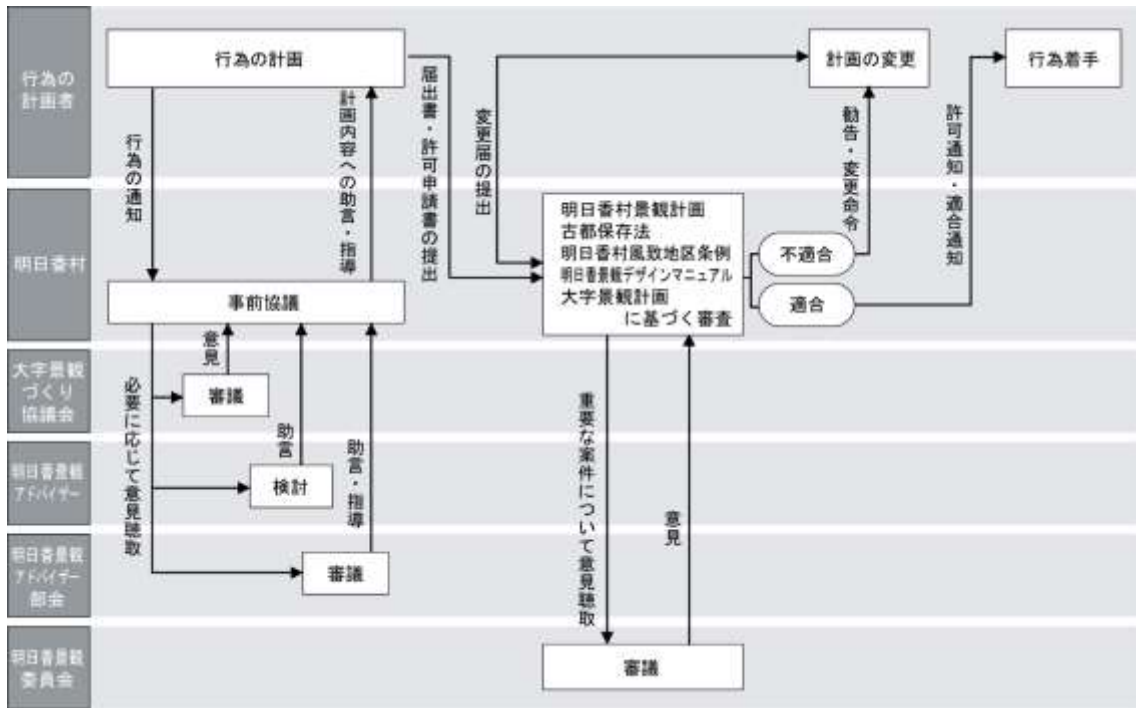 行為の
計画者
行為の計画
計画の変更
行為着手
行為の通知
計画内容への助言・指導
届出書・許可申請書の提出
変更届の提出
勧告・変更命令
許可通知・適合通知
明日香村
事前協議
明日香村景観計画
古都保存法
明日香村風致地区条例
明日香景観デザインマニュアル
大字景観計画
に基づく審査
不適合
適合
大字景観
づくり
協議会
必要に応じて意見聴取
審議
意見
重要な案件について意見聴取
意見
明日香景観
アドバイザー
検討
助言
助言・指導
明日香景観
アドバイザー
部会
審議
明日香景観
委員会
審議